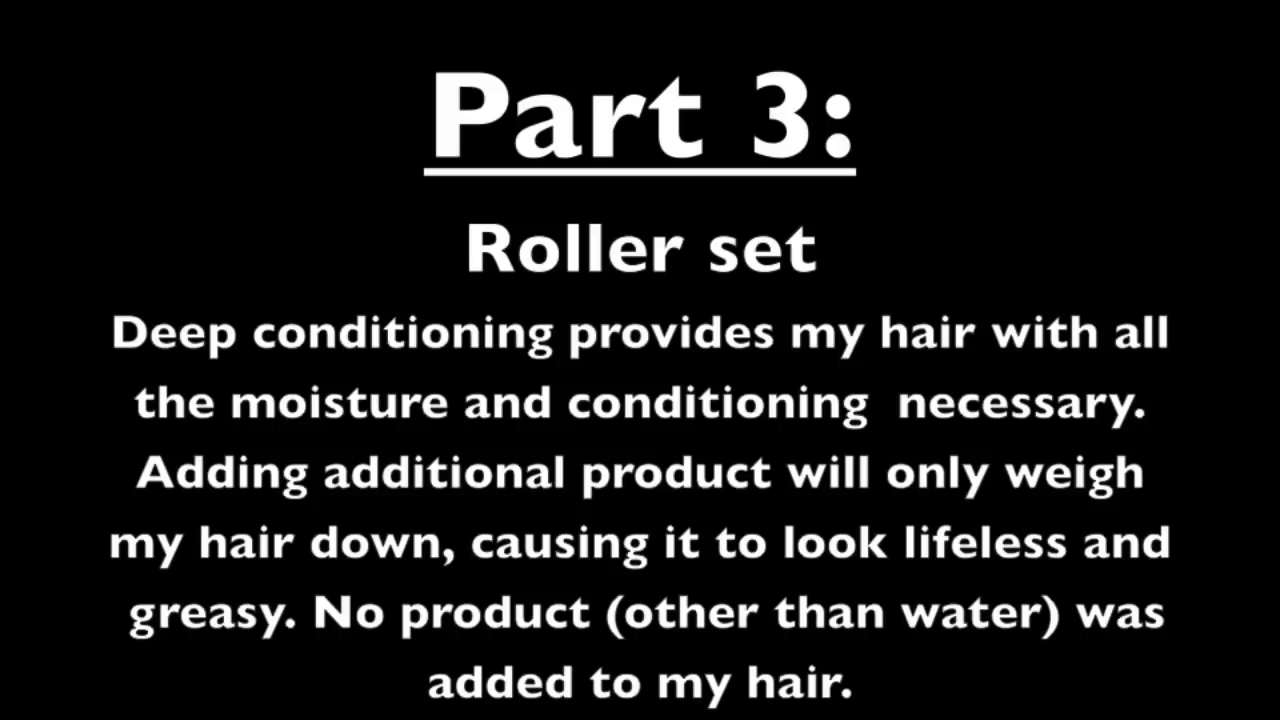 Part 3:
Roller set
Deep conditioning provides my hair with all
the moisture and conditioning  necessary.
Adding additional product will only weigh
my hair down, causing it to look lifeless and
greasy. No product (other than water) was
added to my hair.